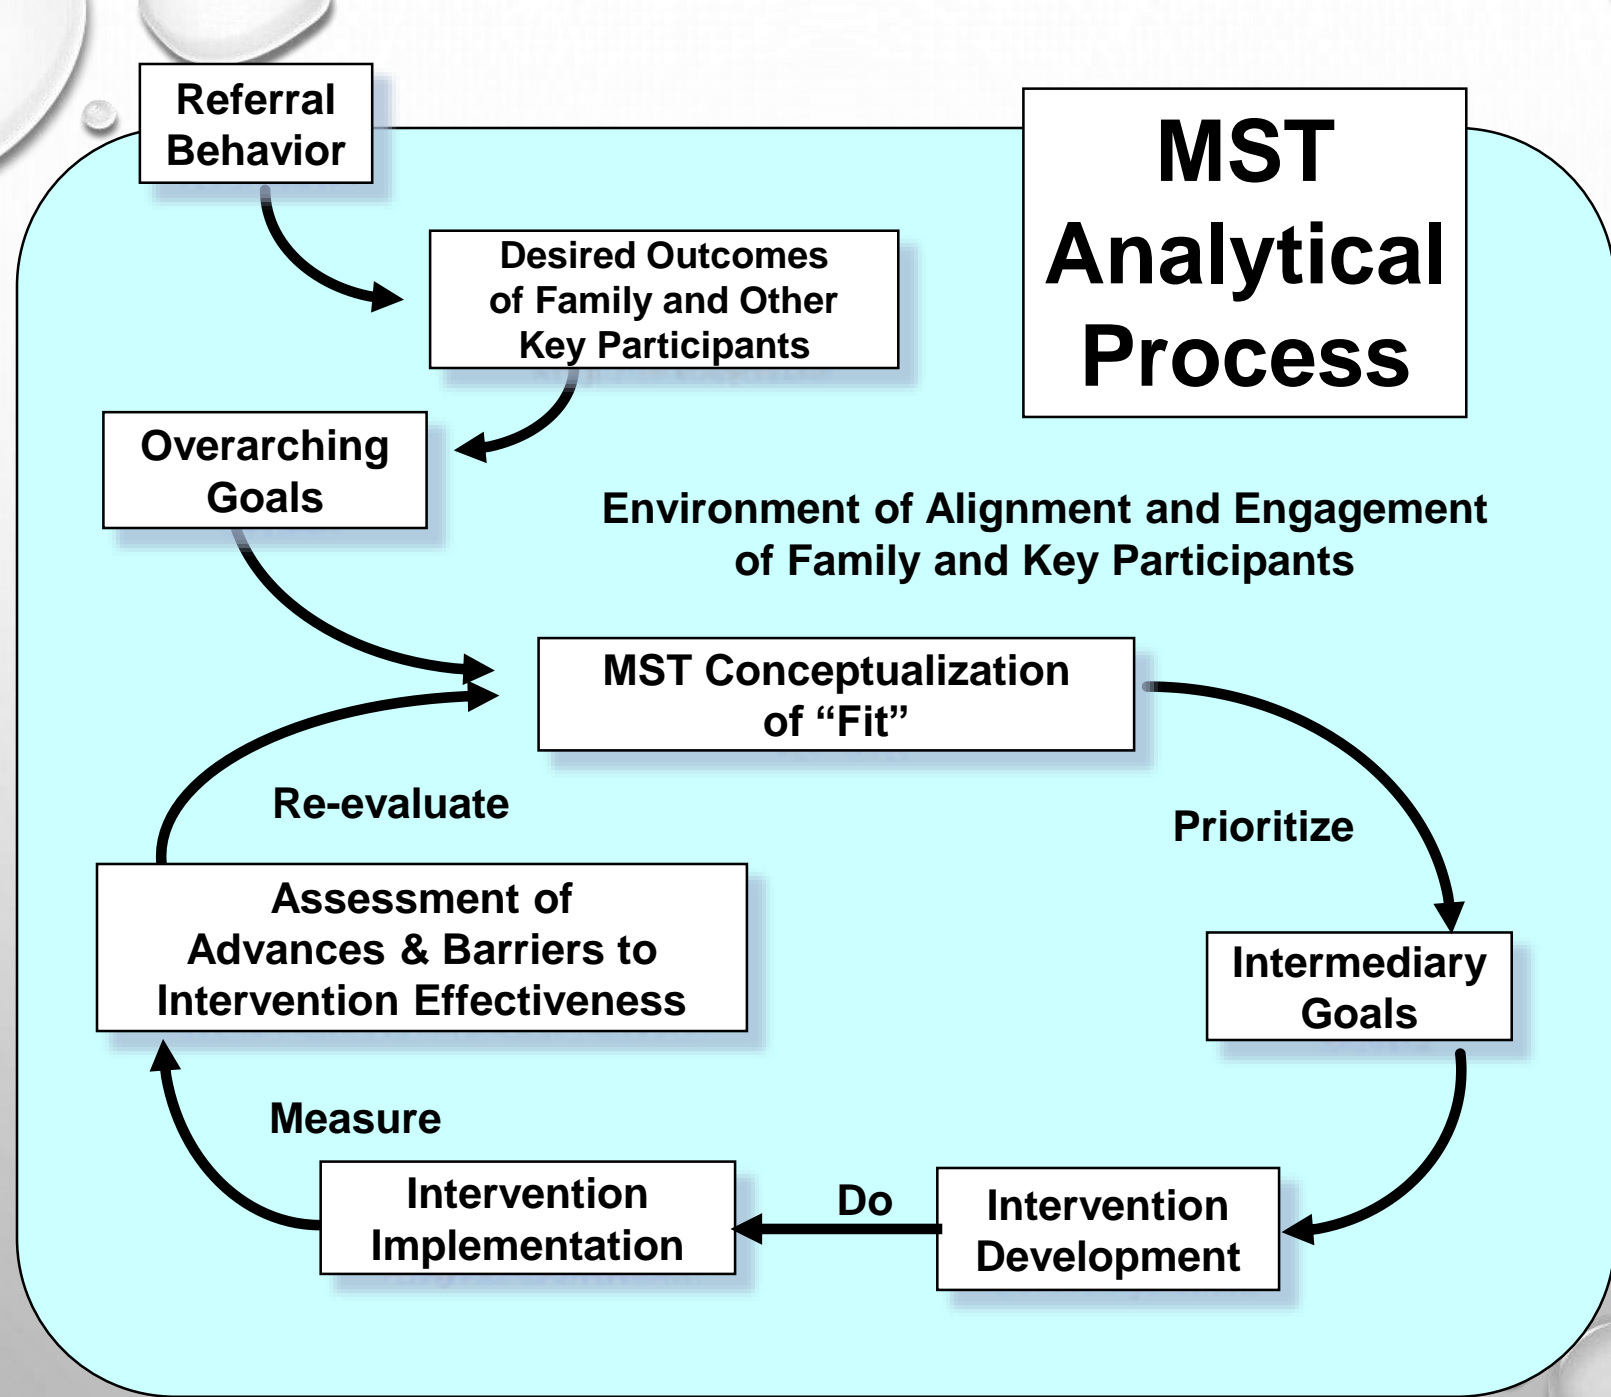 Referral
Behavior
MST
Analytical
Process
Desired Outcomes
of Family and Other
Key Participants
Overarching
Goals
Environment of Alignment and Engagement
of Family and Key Participants
MST Conceptualization
of “Fit”
Re-evaluate
Prioritize
Assessment of
Advances & Barriers to
Intervention Effectiveness
Intermediary
Goals
Measure
Intervention
Implementation
Do
Intervention
Development